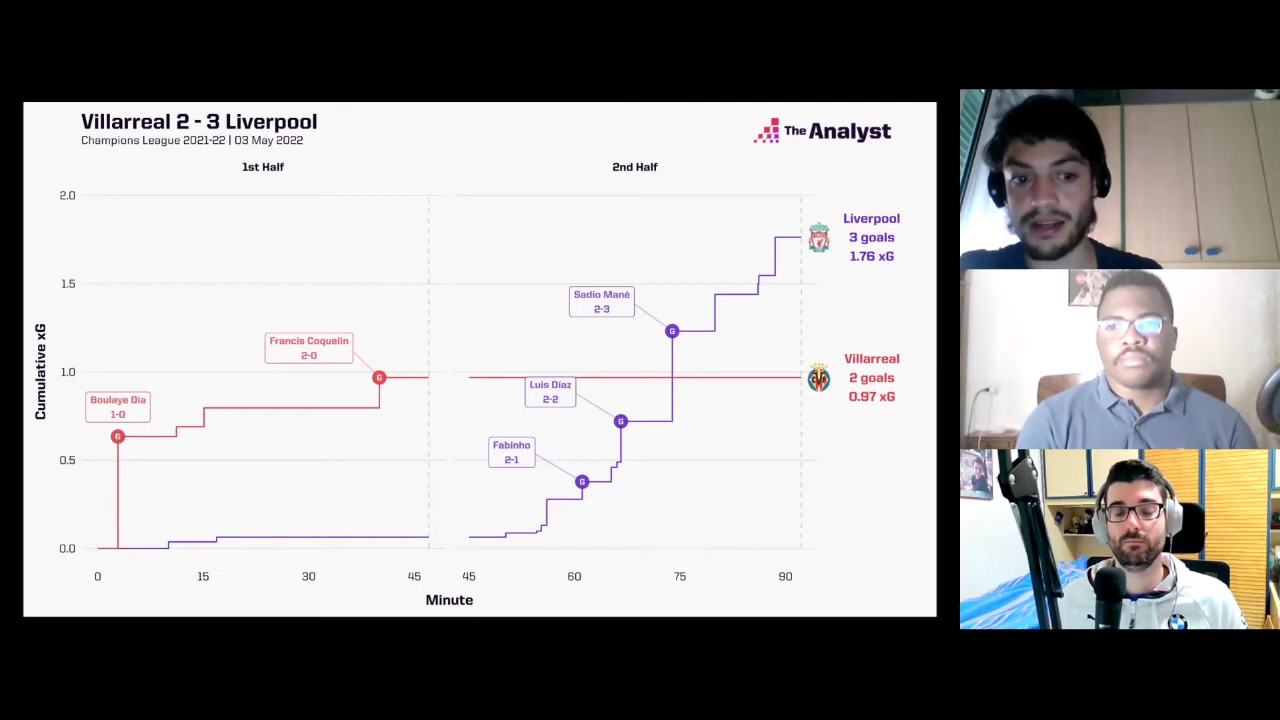 Villarreal 2 - 3 Liverpool
Champions League 2021-22 | 03 May 2022
The Analyst
1st Half
2nd Half
2.0
1.5
1.0
0.5
0.0
Cumulative xG
Boulaye Dia
1-0
G
Francis Coquelin
2-0
G
Fabinho
2-1
G
Luis Díaz
2-2
G
Sadio Mané
2-3
G
Liverpool
3 goals
1.76 xG
Villarreal
2 goals
0.97 xG
0
15
30
45
45
60
75
90
Minute